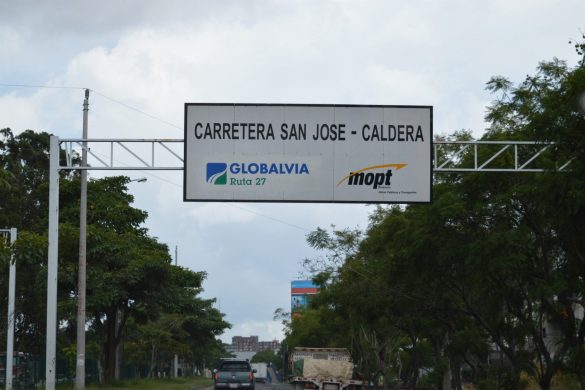 CARRETERA SAN JOSE - CALDERA
GLOBALVIA
Ruta 27
mopt